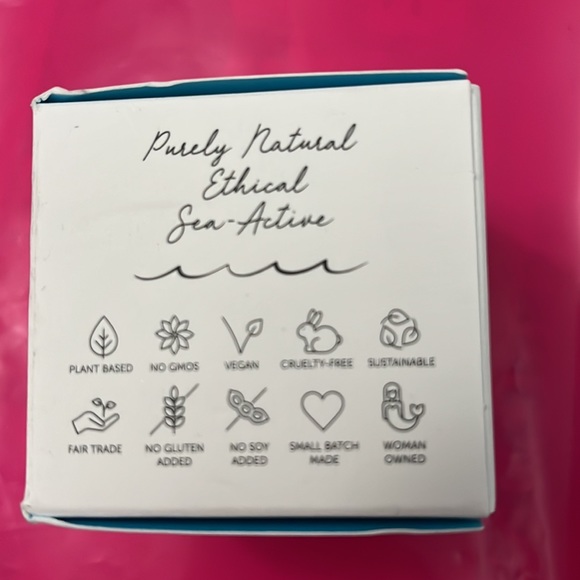 Purely Natural
Ethical
Sea-Active
PLANT BASED NO GMOS VEGAN CRUELTY-FREE SUSTAINABLE
FAIR TRADE NO GLUTEN ADDED NO SOY ADDED SMALL BATCH MADE WOMAN OWNED